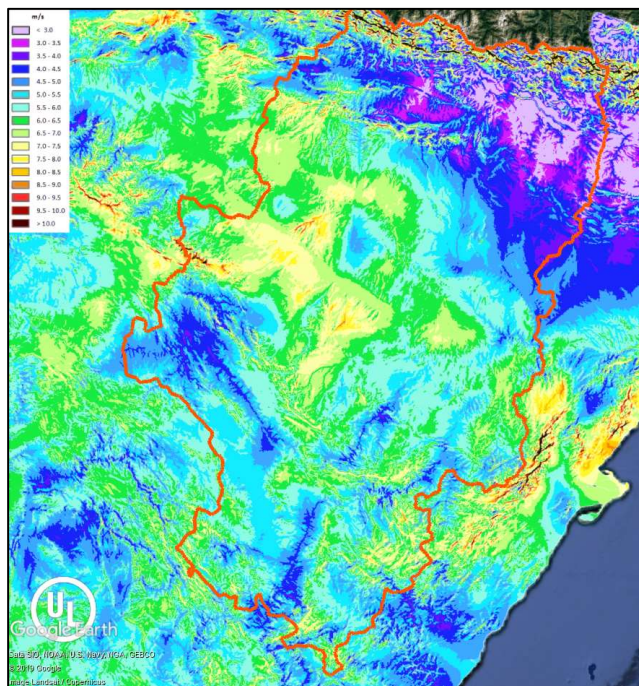 m/s
< 3.0
3.0 - 3.5
3.5 - 4.0
4.0 - 4.5
4.5 - 5.0
5.0 - 5.5
5.5 - 6.0
6.0 - 6.5
6.5 - 7.0
7.0 - 7.5
7.5 - 8.0
8.0 - 8.5
8.5 - 9.0
9.0 - 9.5
9.5 - 10.0
> 10.0
UL
Google Earth
Data SIO, NOAA, U.S. Navy, NGA, GEBCO
© 2019 Google
Image Landsat / Copernicus